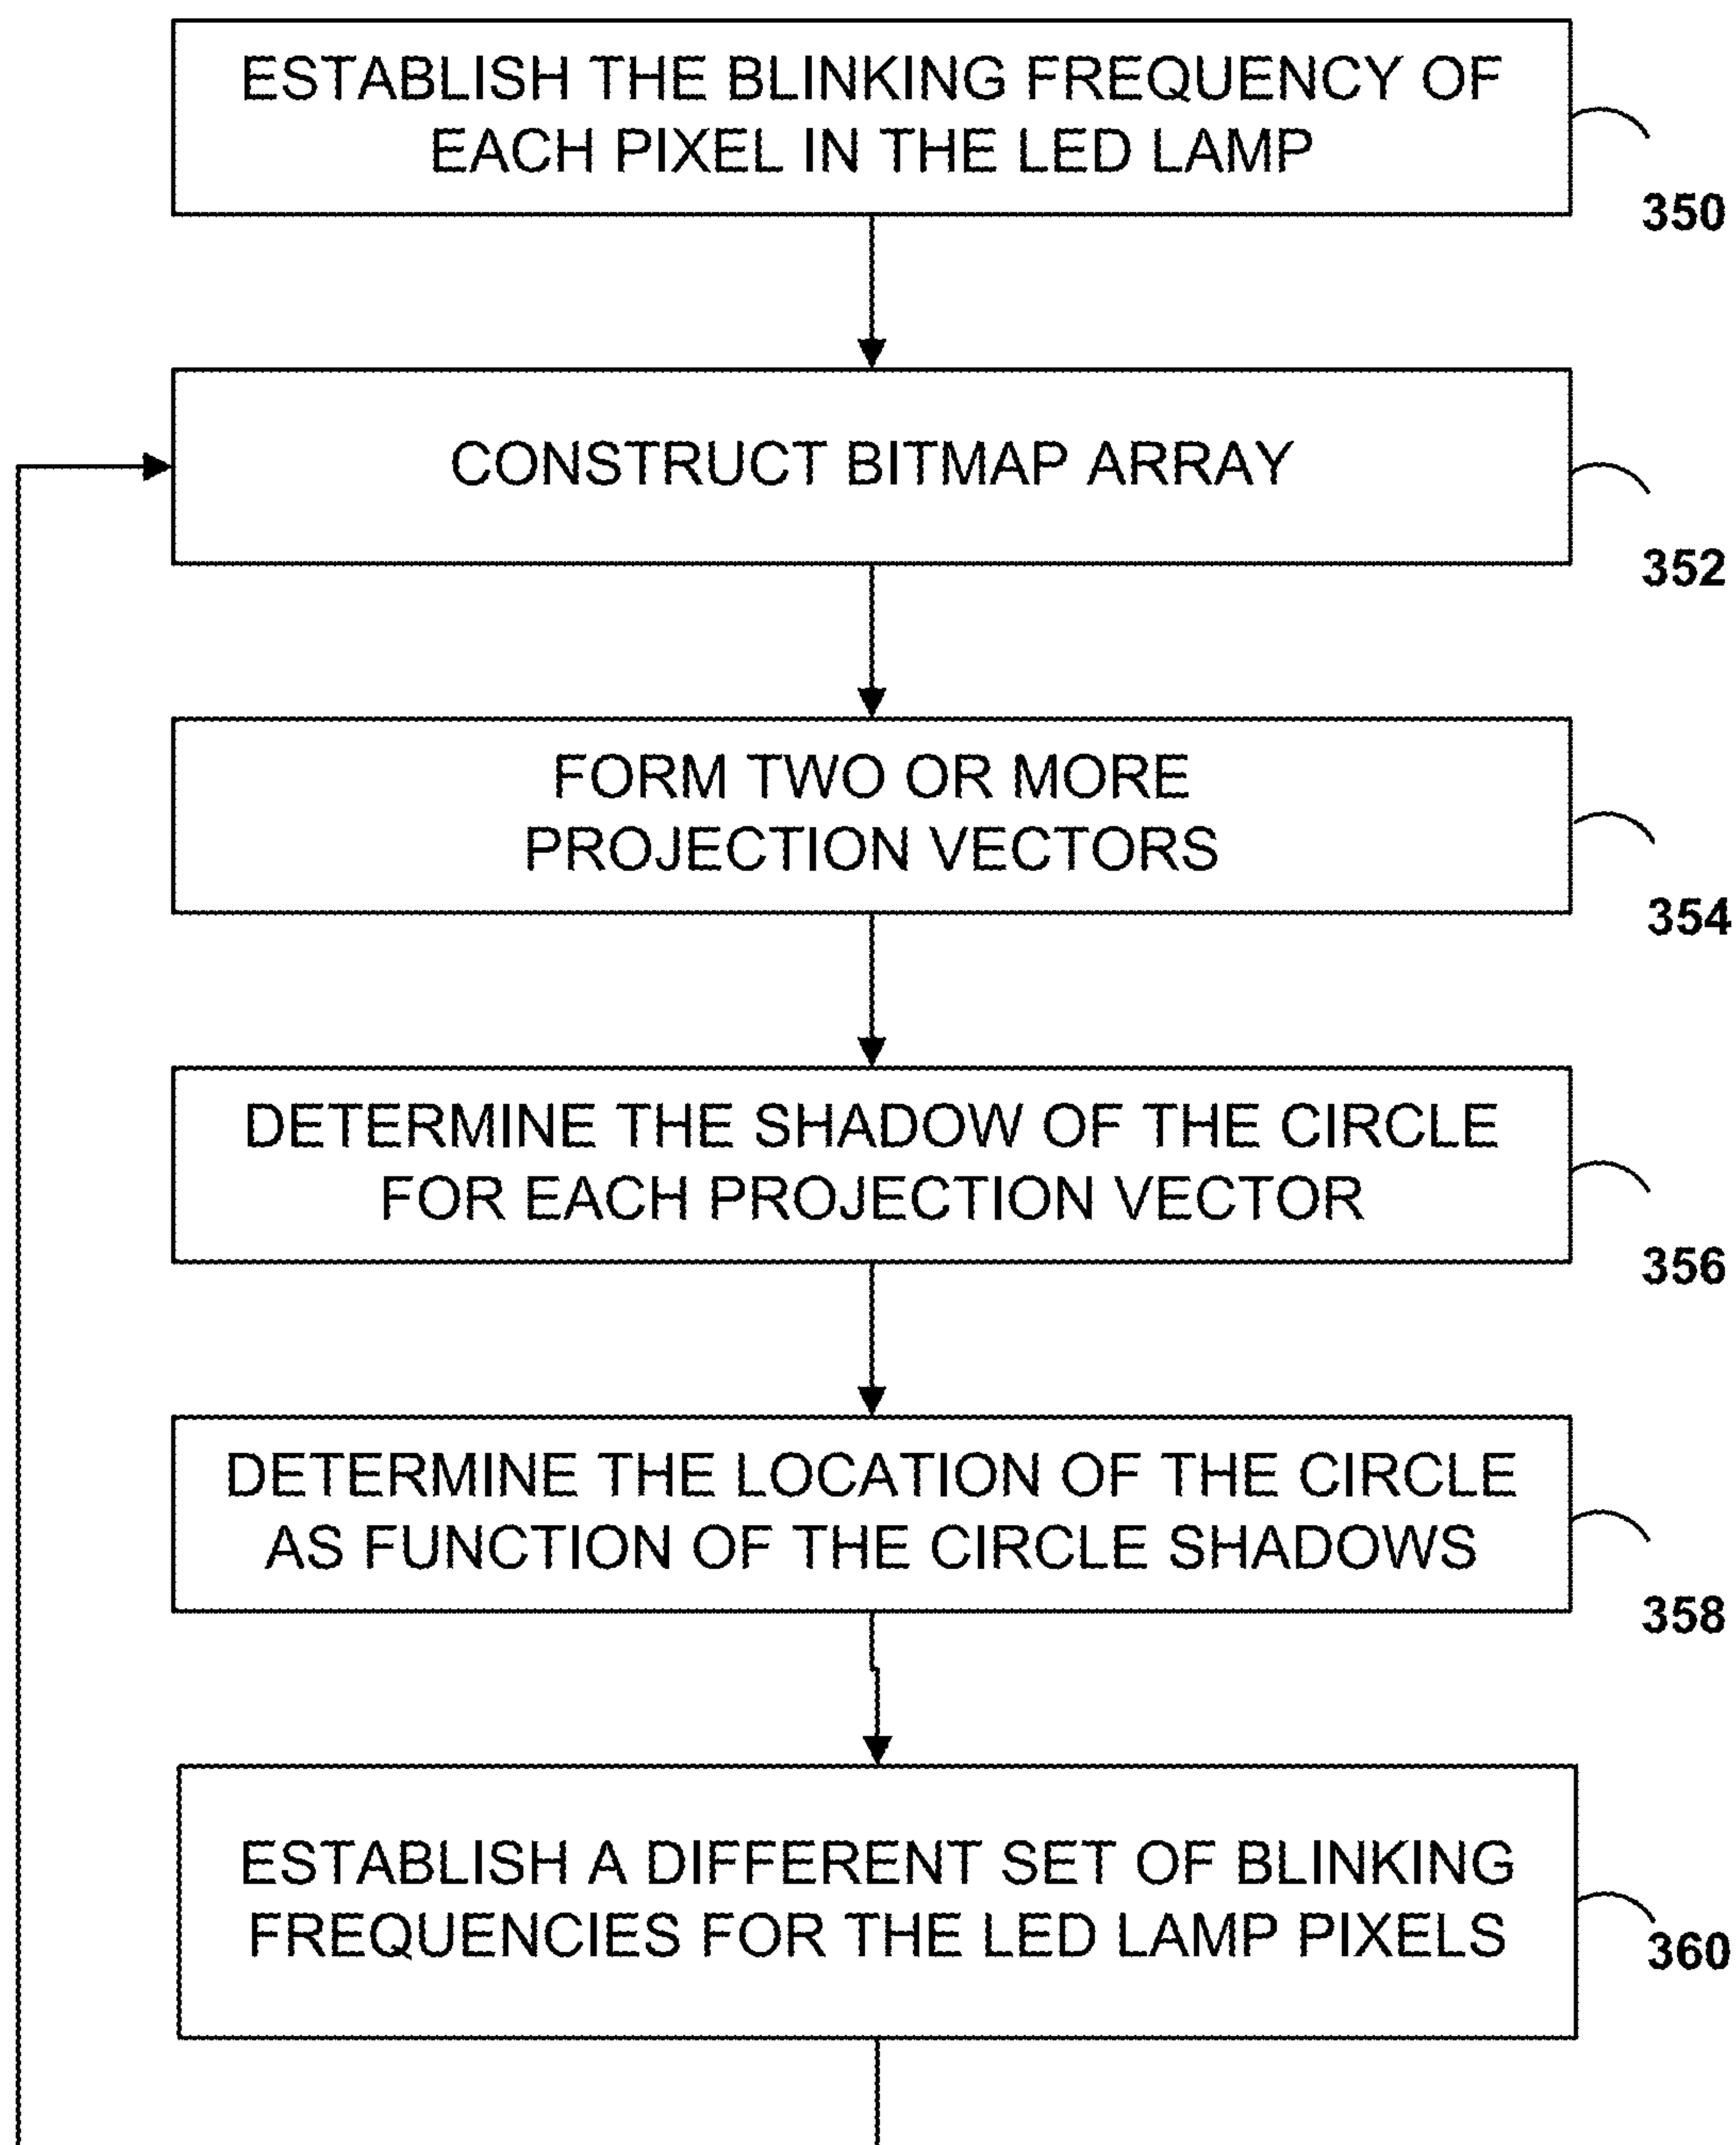 ESTABLISH THE BLINKING FREQUENCY OF
EACH PIXEL IN THE LED LAMP
350
CONSTRUCT BITMAP ARRAY
352
FORM TWO OR MORE
PROJECTION VECTORS
354
DETERMINE THE SHADOW OF THE CIRCLE
FOR EACH PROJECTION VECTOR
356
DETERMINE THE LOCATION OF THE CIRCLE
AS FUNCTION OF THE CIRCLE SHADOWS
358
ESTABLISH A DIFFERENT SET OF BLINKING
FREQUENCIES FOR THE LED LAMP PIXELS
360